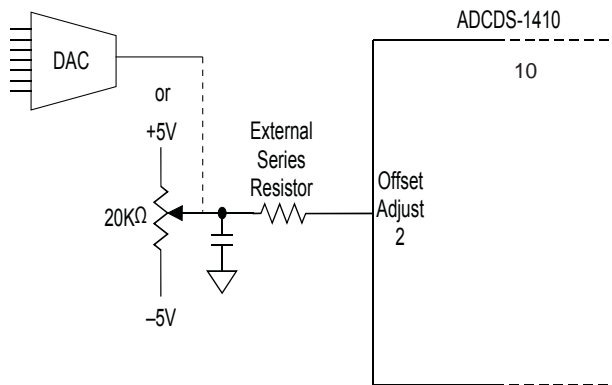 ADCDS-1410
DAC
10
or
+5V
External
Series
Resistor
20KΩ
Offset
Adjust
2
–5V